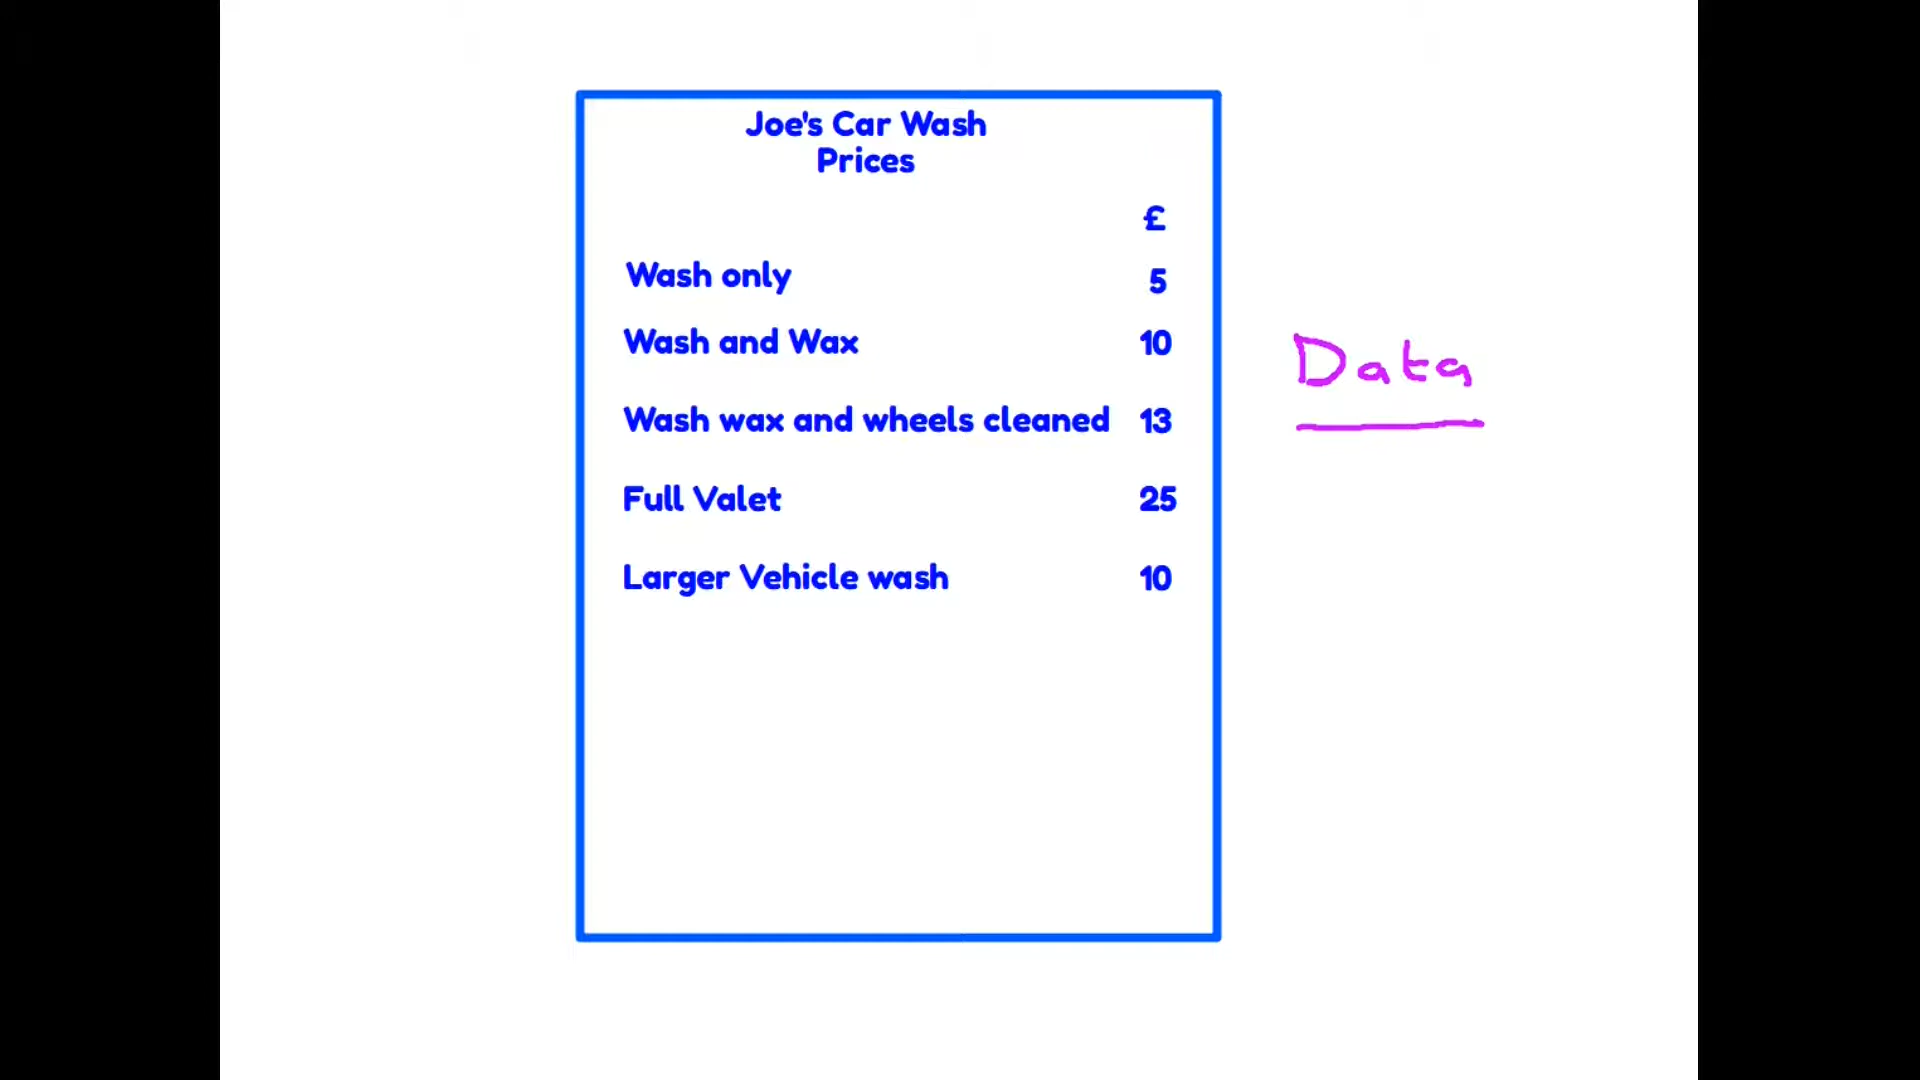 Joe's Car Wash
Prices
£
Wash only 5
Wash and Wax 10
Wash wax and wheels cleaned 13
Full Valet 25
Larger Vehicle wash 10
Data